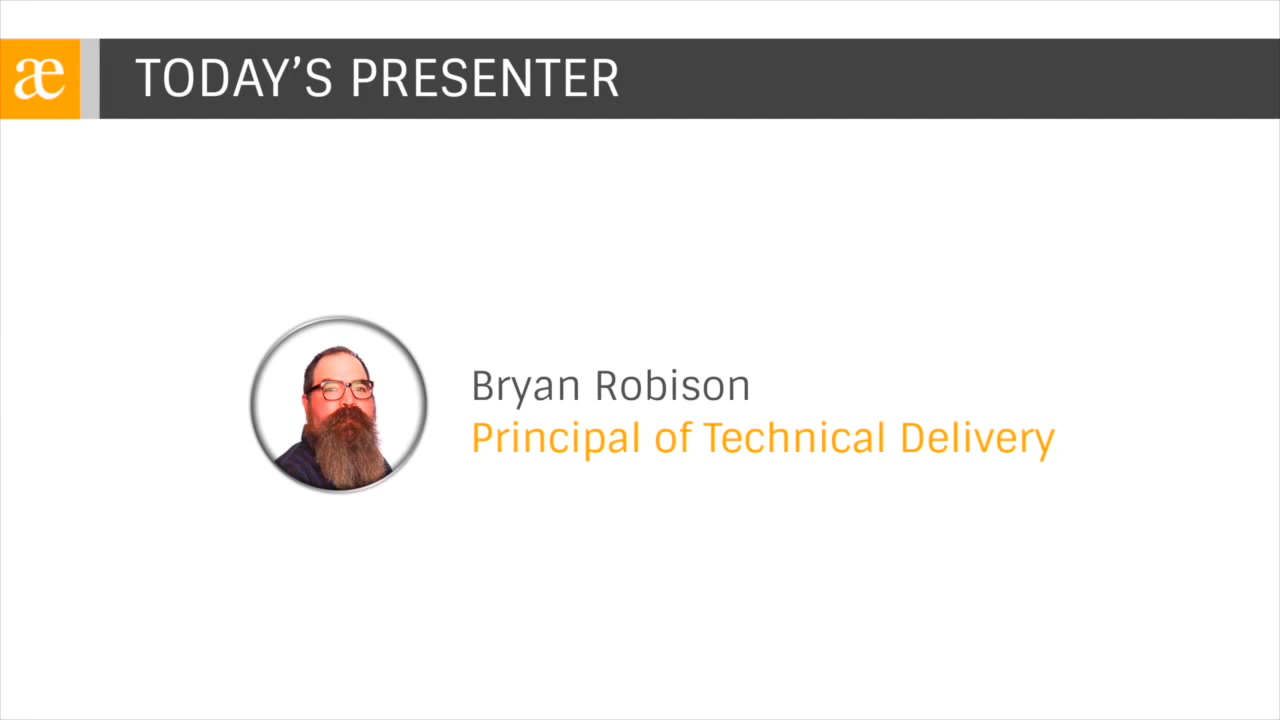 æ
TODAY’S PRESENTER
Bryan Robison
Principal of Technical Delivery